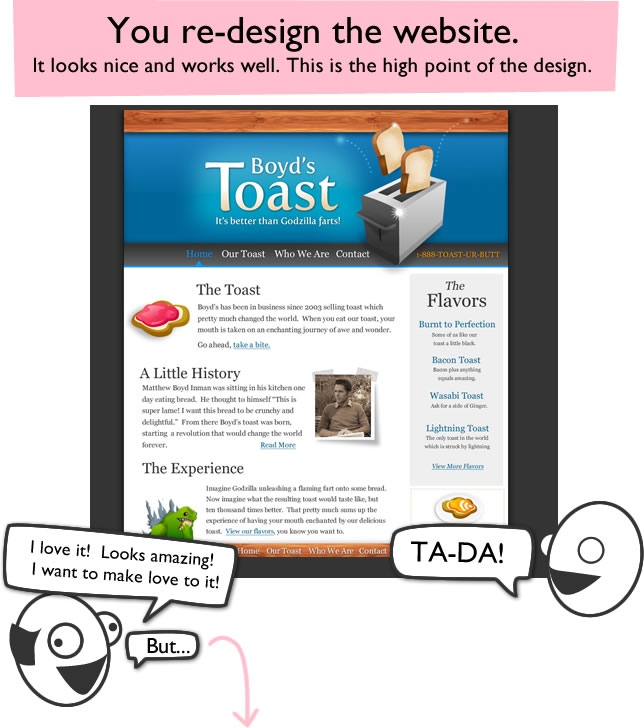 You re-design the website.
It looks nice and works well. This is the high point of the design.
Boyd's
Toast
It's better than Godzilla farts!
Home Our Toast Who We Are Contact
1-888-TOAST-UR-BUTT
The Toast
Boyd's has been in business since 2003 selling toast which
pretty much changed the world. When you eat our toast, your
mouth is taken on an enchanting journey of awe and wonder.
Go ahead, take a bite.
A Little History
Matthew Boyd Inman was sitting in his kitchen one
day eating bread. He thought to himself "This is
super lame! I want this bread to be crunchy and
delightful." From there Boyd's toast was born,
starting a revolution that would change the world
forever.
Read More
The Experience
Imagine Godzilla unleashing a flaming fart onto some bread.
Now imagine what the resulting toast would taste like, but
ten thousand times better. That pretty much sums up the
experience of having your mouth enchanted by our delicious
toast. View our flavors, you know you want to.
The
Flavors
Burnt to Perfection
Some of us like our
toast a little black.
Bacon Toast
Bacon plus anything
equals amazing.
Wasabi Toast
Ask for a side of Ginger.
Lightning Toast
The only toast in the world
which is struck by lightning
View More Flavors
Home Our Toast Who We Are Contact
I love it! Looks amazing!
I want to make love to it!
TA-DA!
But...